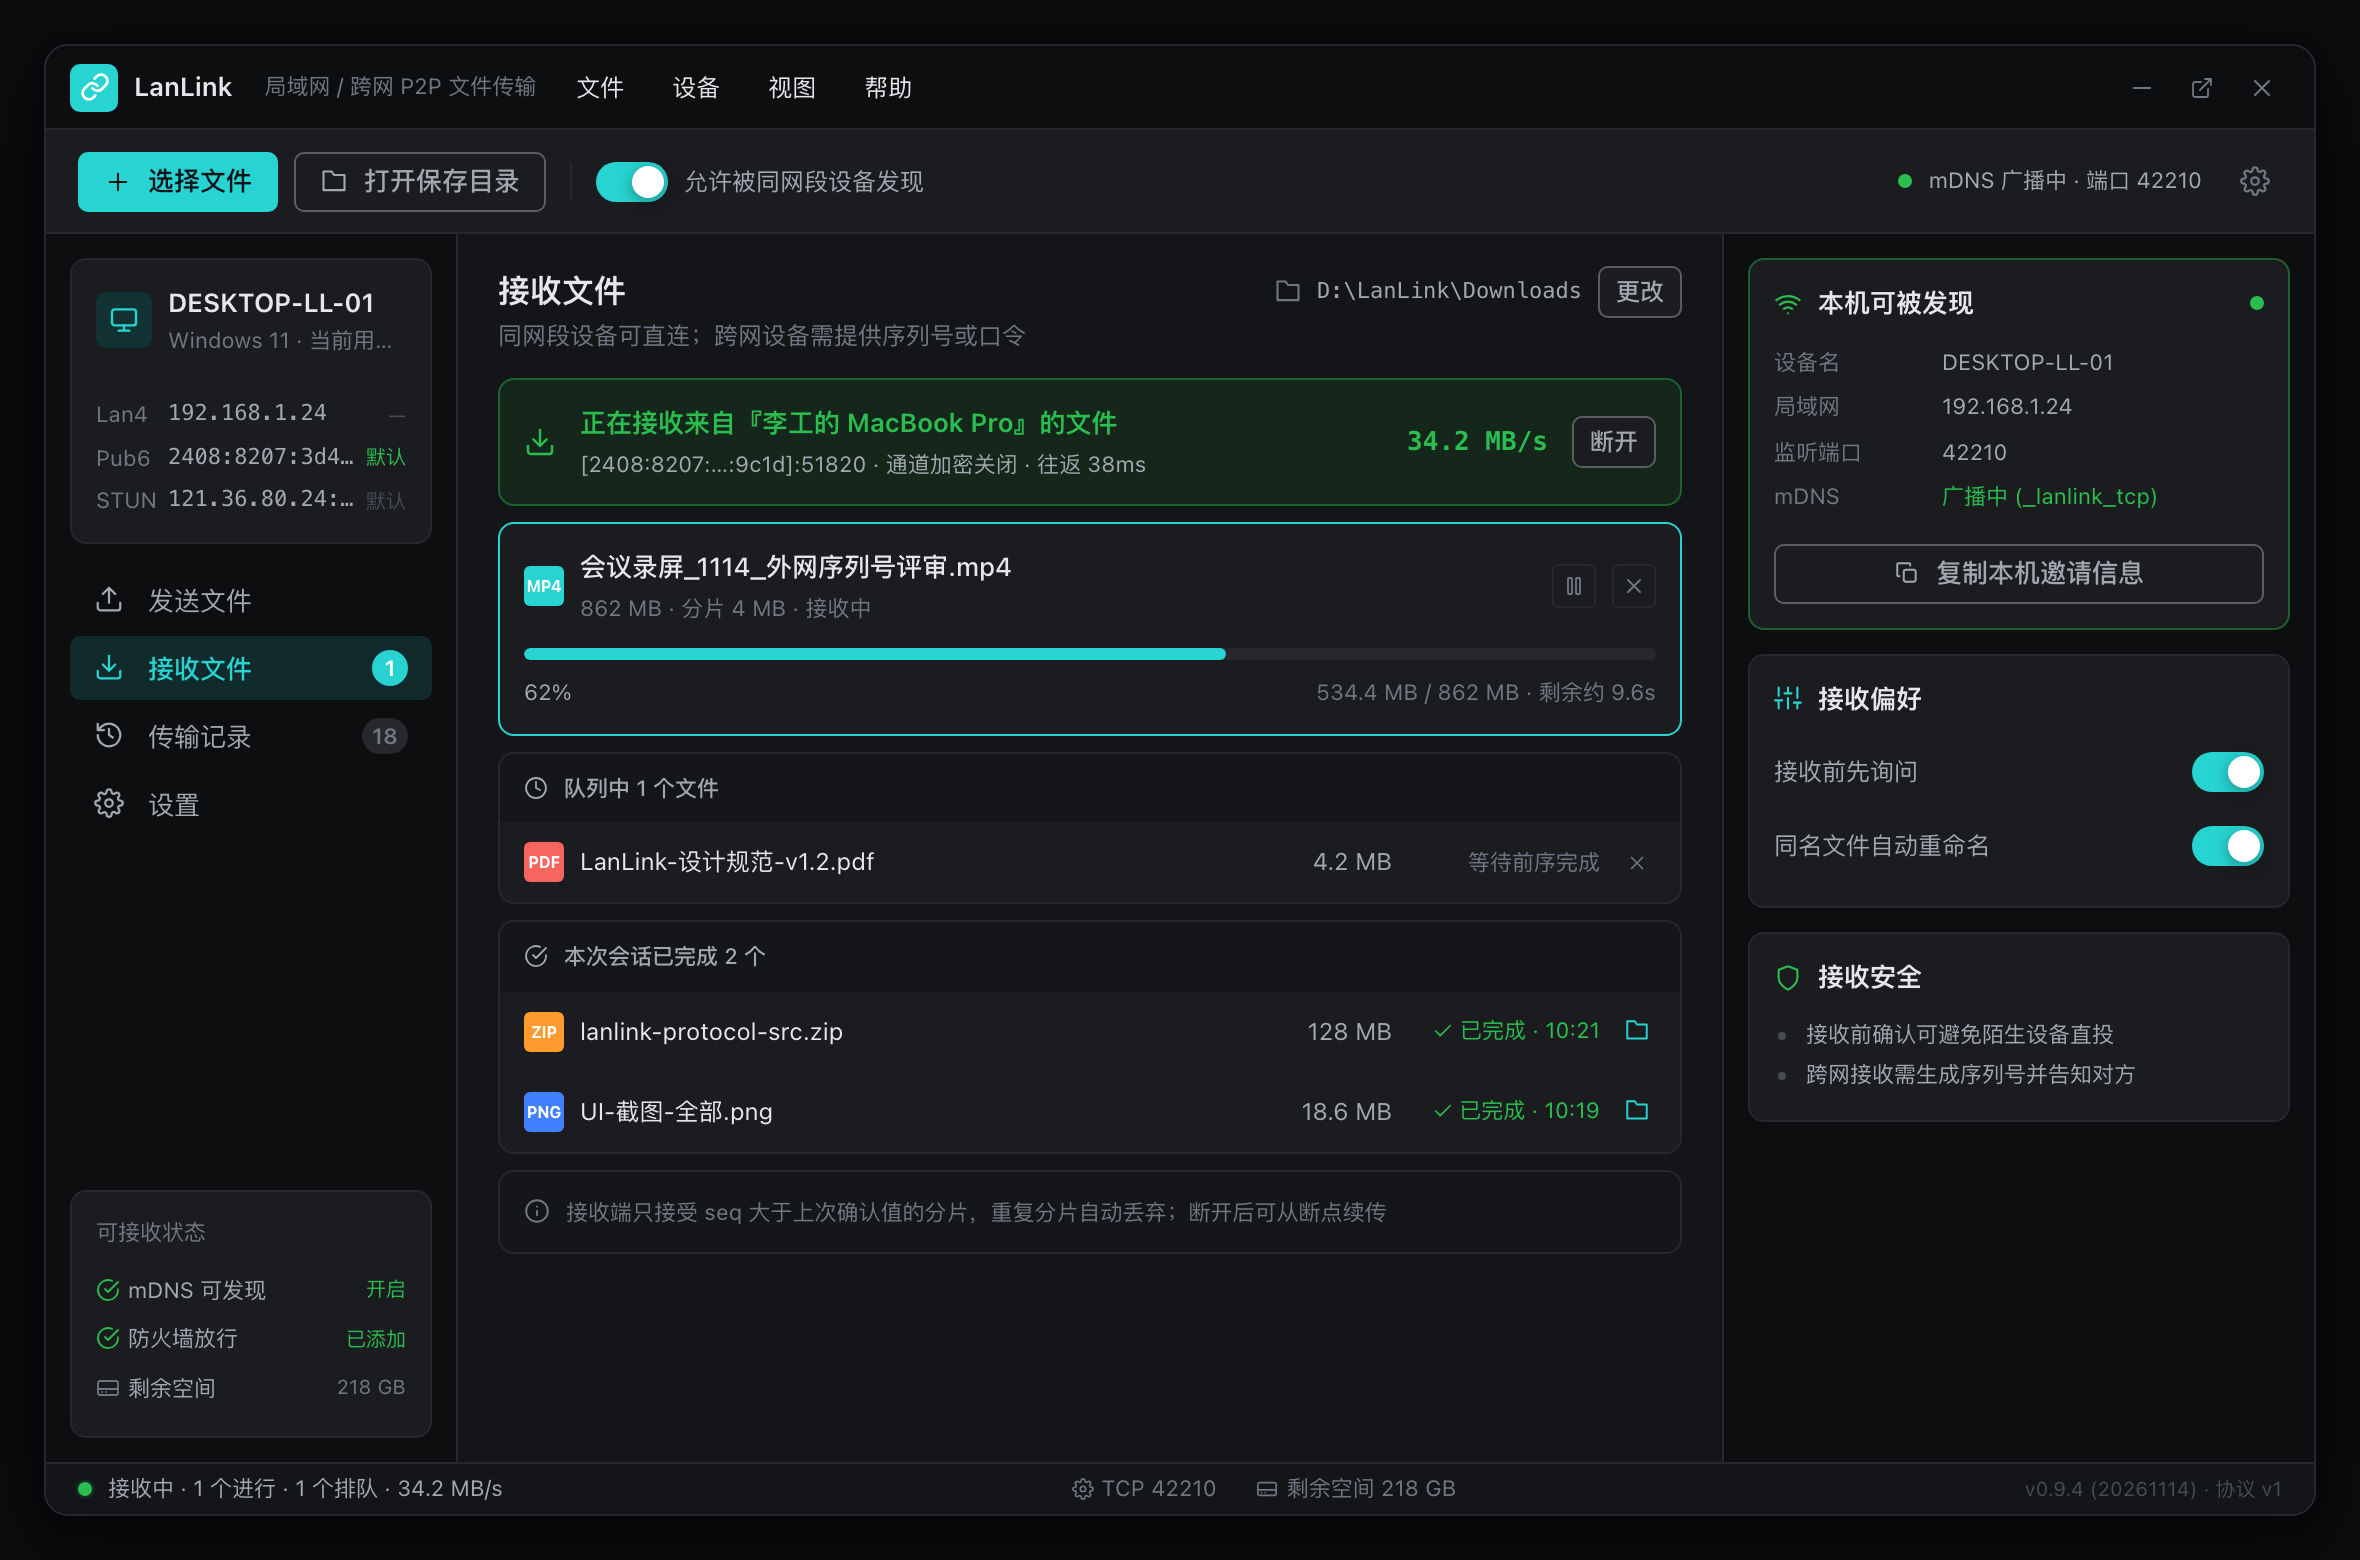 LanLink 局域网 / 跨网 P2P 文件传输 文件 设备 视图 帮助
选择文件 打开保存目录 允许被同网段设备发现 mDNS 广播中 · 端口 42210
DESKTOP-LL-01
Windows 11 · 当前用...
Lan4 192.168.1.24 —
Pub6 2408:8207:3d4… 默认
STUN 121.36.80.24:… 默认
发送文件
接收文件 1
传输记录 18
设置
可接收状态
mDNS 可发现 开启
防火墙放行 已添加
剩余空间 218 GB
接收文件 D:\LanLink\Downloads 更改
同网段设备可直连；跨网设备需提供序列号或口令
正在接收来自『李工的 MacBook Pro』的文件
[2408:8207:...:9c1d]:51820 · 通道加密关闭 · 往返 38ms
34.2 MB/s 断开
MP4 会议录屏_1114_外网序列号评审.mp4
862 MB · 分片 4 MB · 接收中
62% 534.4 MB / 862 MB · 剩余约 9.6s
队列中 1 个文件
PDF LanLink-设计规范-v1.2.pdf 4.2 MB 等待前序完成
本次会话已完成 2 个
ZIP lanlink-protocol-src.zip 128 MB 已完成 · 10:21
PNG UI-截图-全部.png 18.6 MB 已完成 · 10:19
接收端只接受 seq 大于上次确认值的分片，重复分片自动丢弃；断开后可从断点续传
本机可被发现
设备名 DESKTOP-LL-01
局域网 192.168.1.24
监听端口 42210
mDNS 广播中 (_lanlink_tcp)
复制本机邀请信息
接收偏好
接收前先询问
同名文件自动重命名
接收安全
接收前确认可避免陌生设备直投
跨网接收需生成序列号并告知对方
接收中 · 1 个进行 · 1 个排队 · 34.2 MB/s TCP 42210 剩余空间 218 GB v0.9.4 (20261114) · 协议 v1